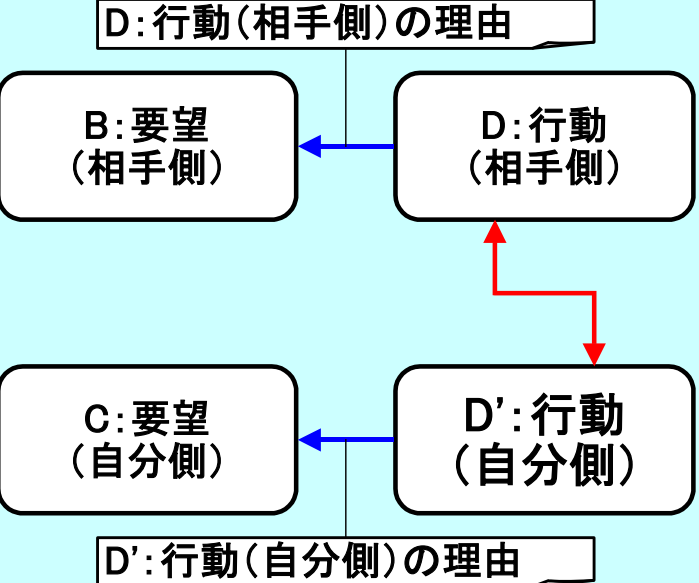 D:行動(相手側)の理由
B:要望
(相手側)
D:行動
(相手側)
C:要望
(自分側)
D':行動
(自分側)
D':行動(自分側)の理由